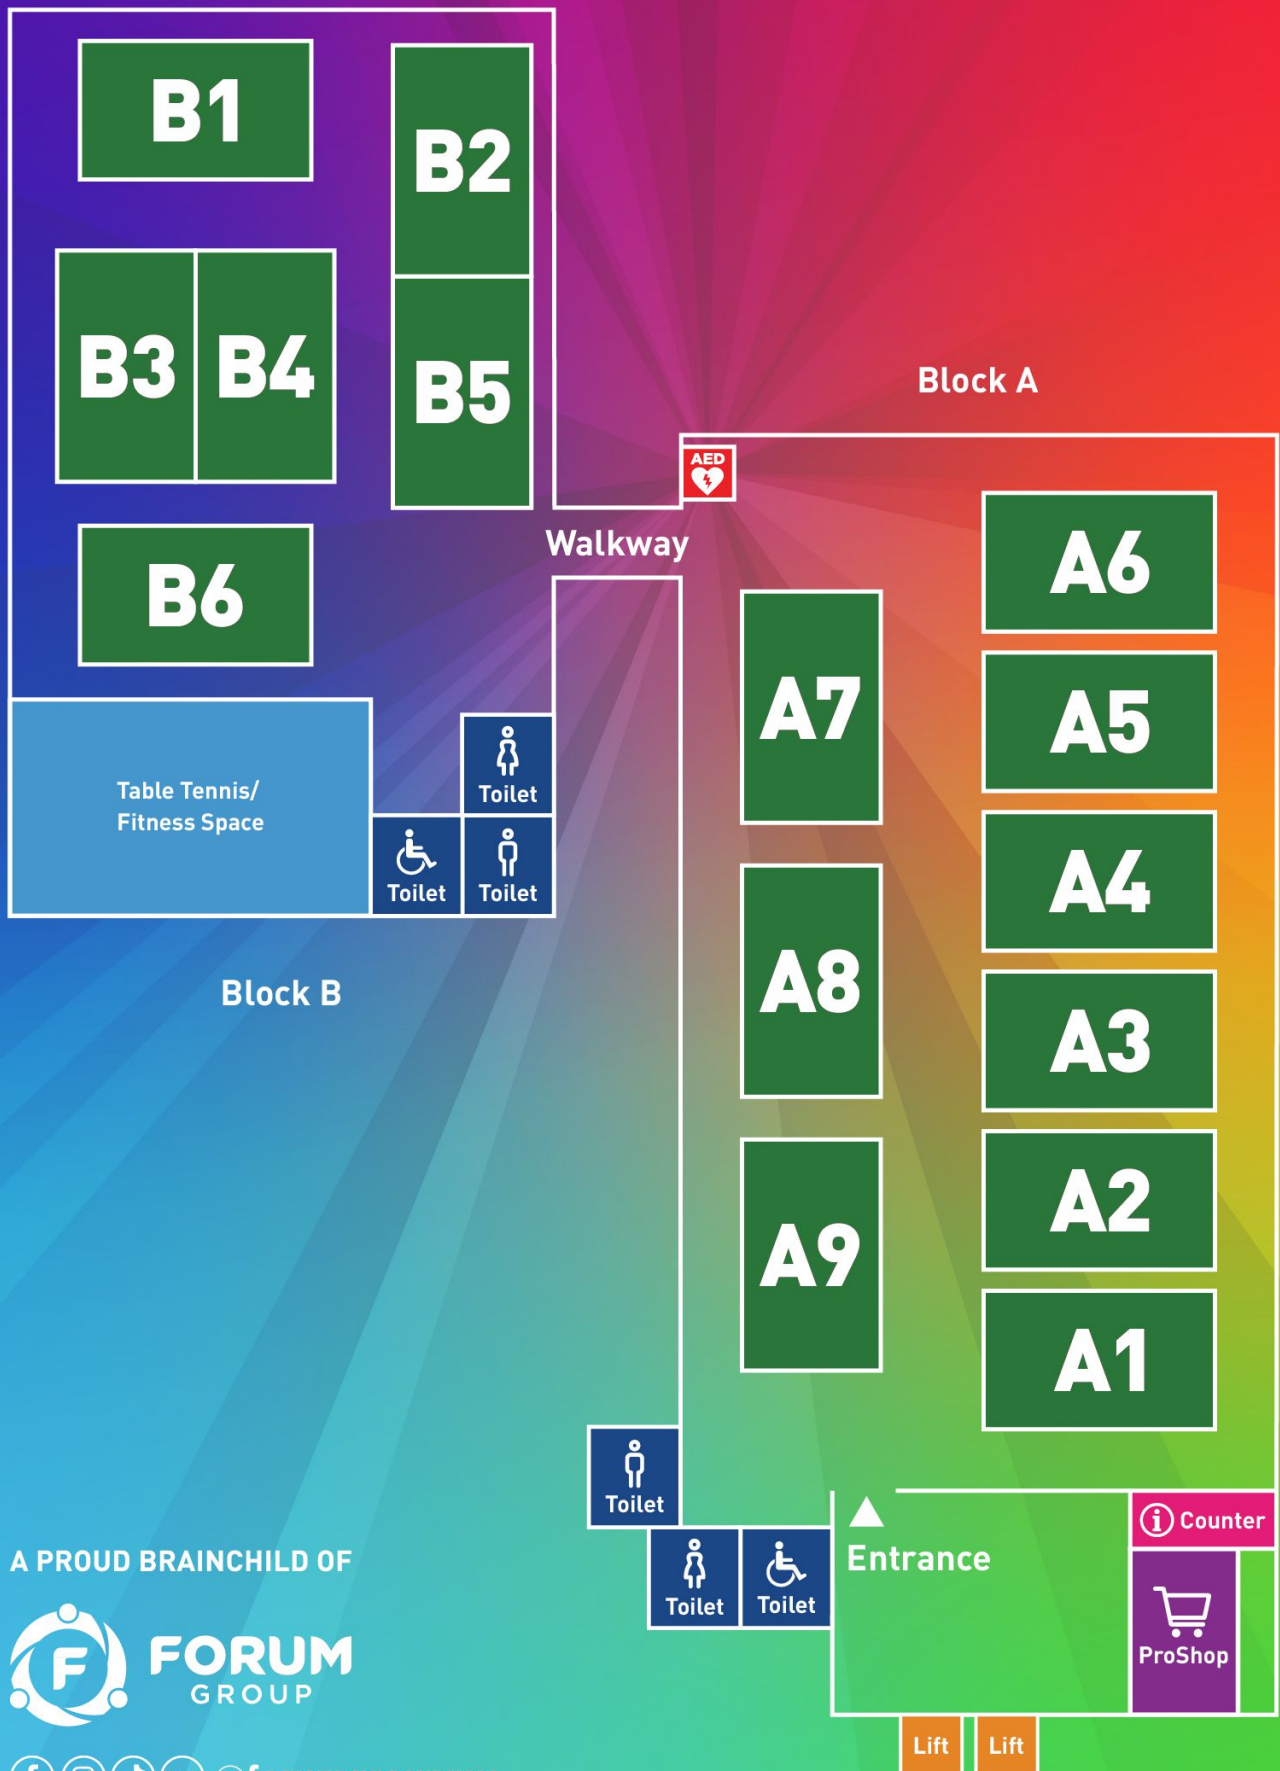 B1
B2
B3
B4
B5
B6
Table Tennis/
Fitness Space
Toilet
Toilet
Toilet
Block B
Walkway
Block A
AED
A6
A7
A5
A4
A8
A3
A2
A9
A1
Toilet
Toilet
Toilet
Entrance
Counter
ProShop
Lift
Lift
A PROUD BRAINCHILD OF
F
FORUM
GROUP